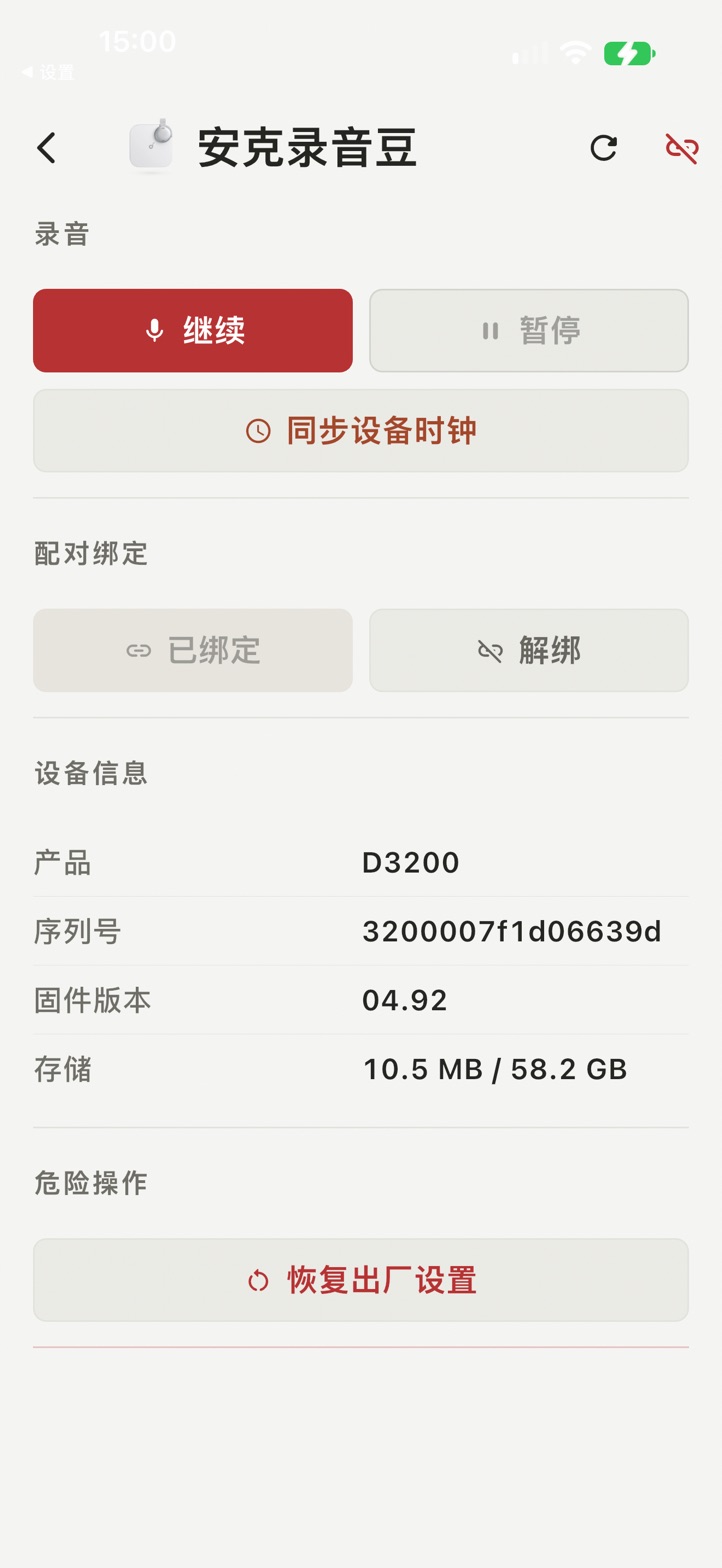 15:00
◀ 设置
安克录音豆
录音
继续 暂停
同步设备时钟
配对绑定
已绑定 解绑
设备信息
产品 D3200
序列号 3200007f1d06639d
固件版本 04.92
存储 10.5 MB / 58.2 GB
危险操作
恢复出厂设置